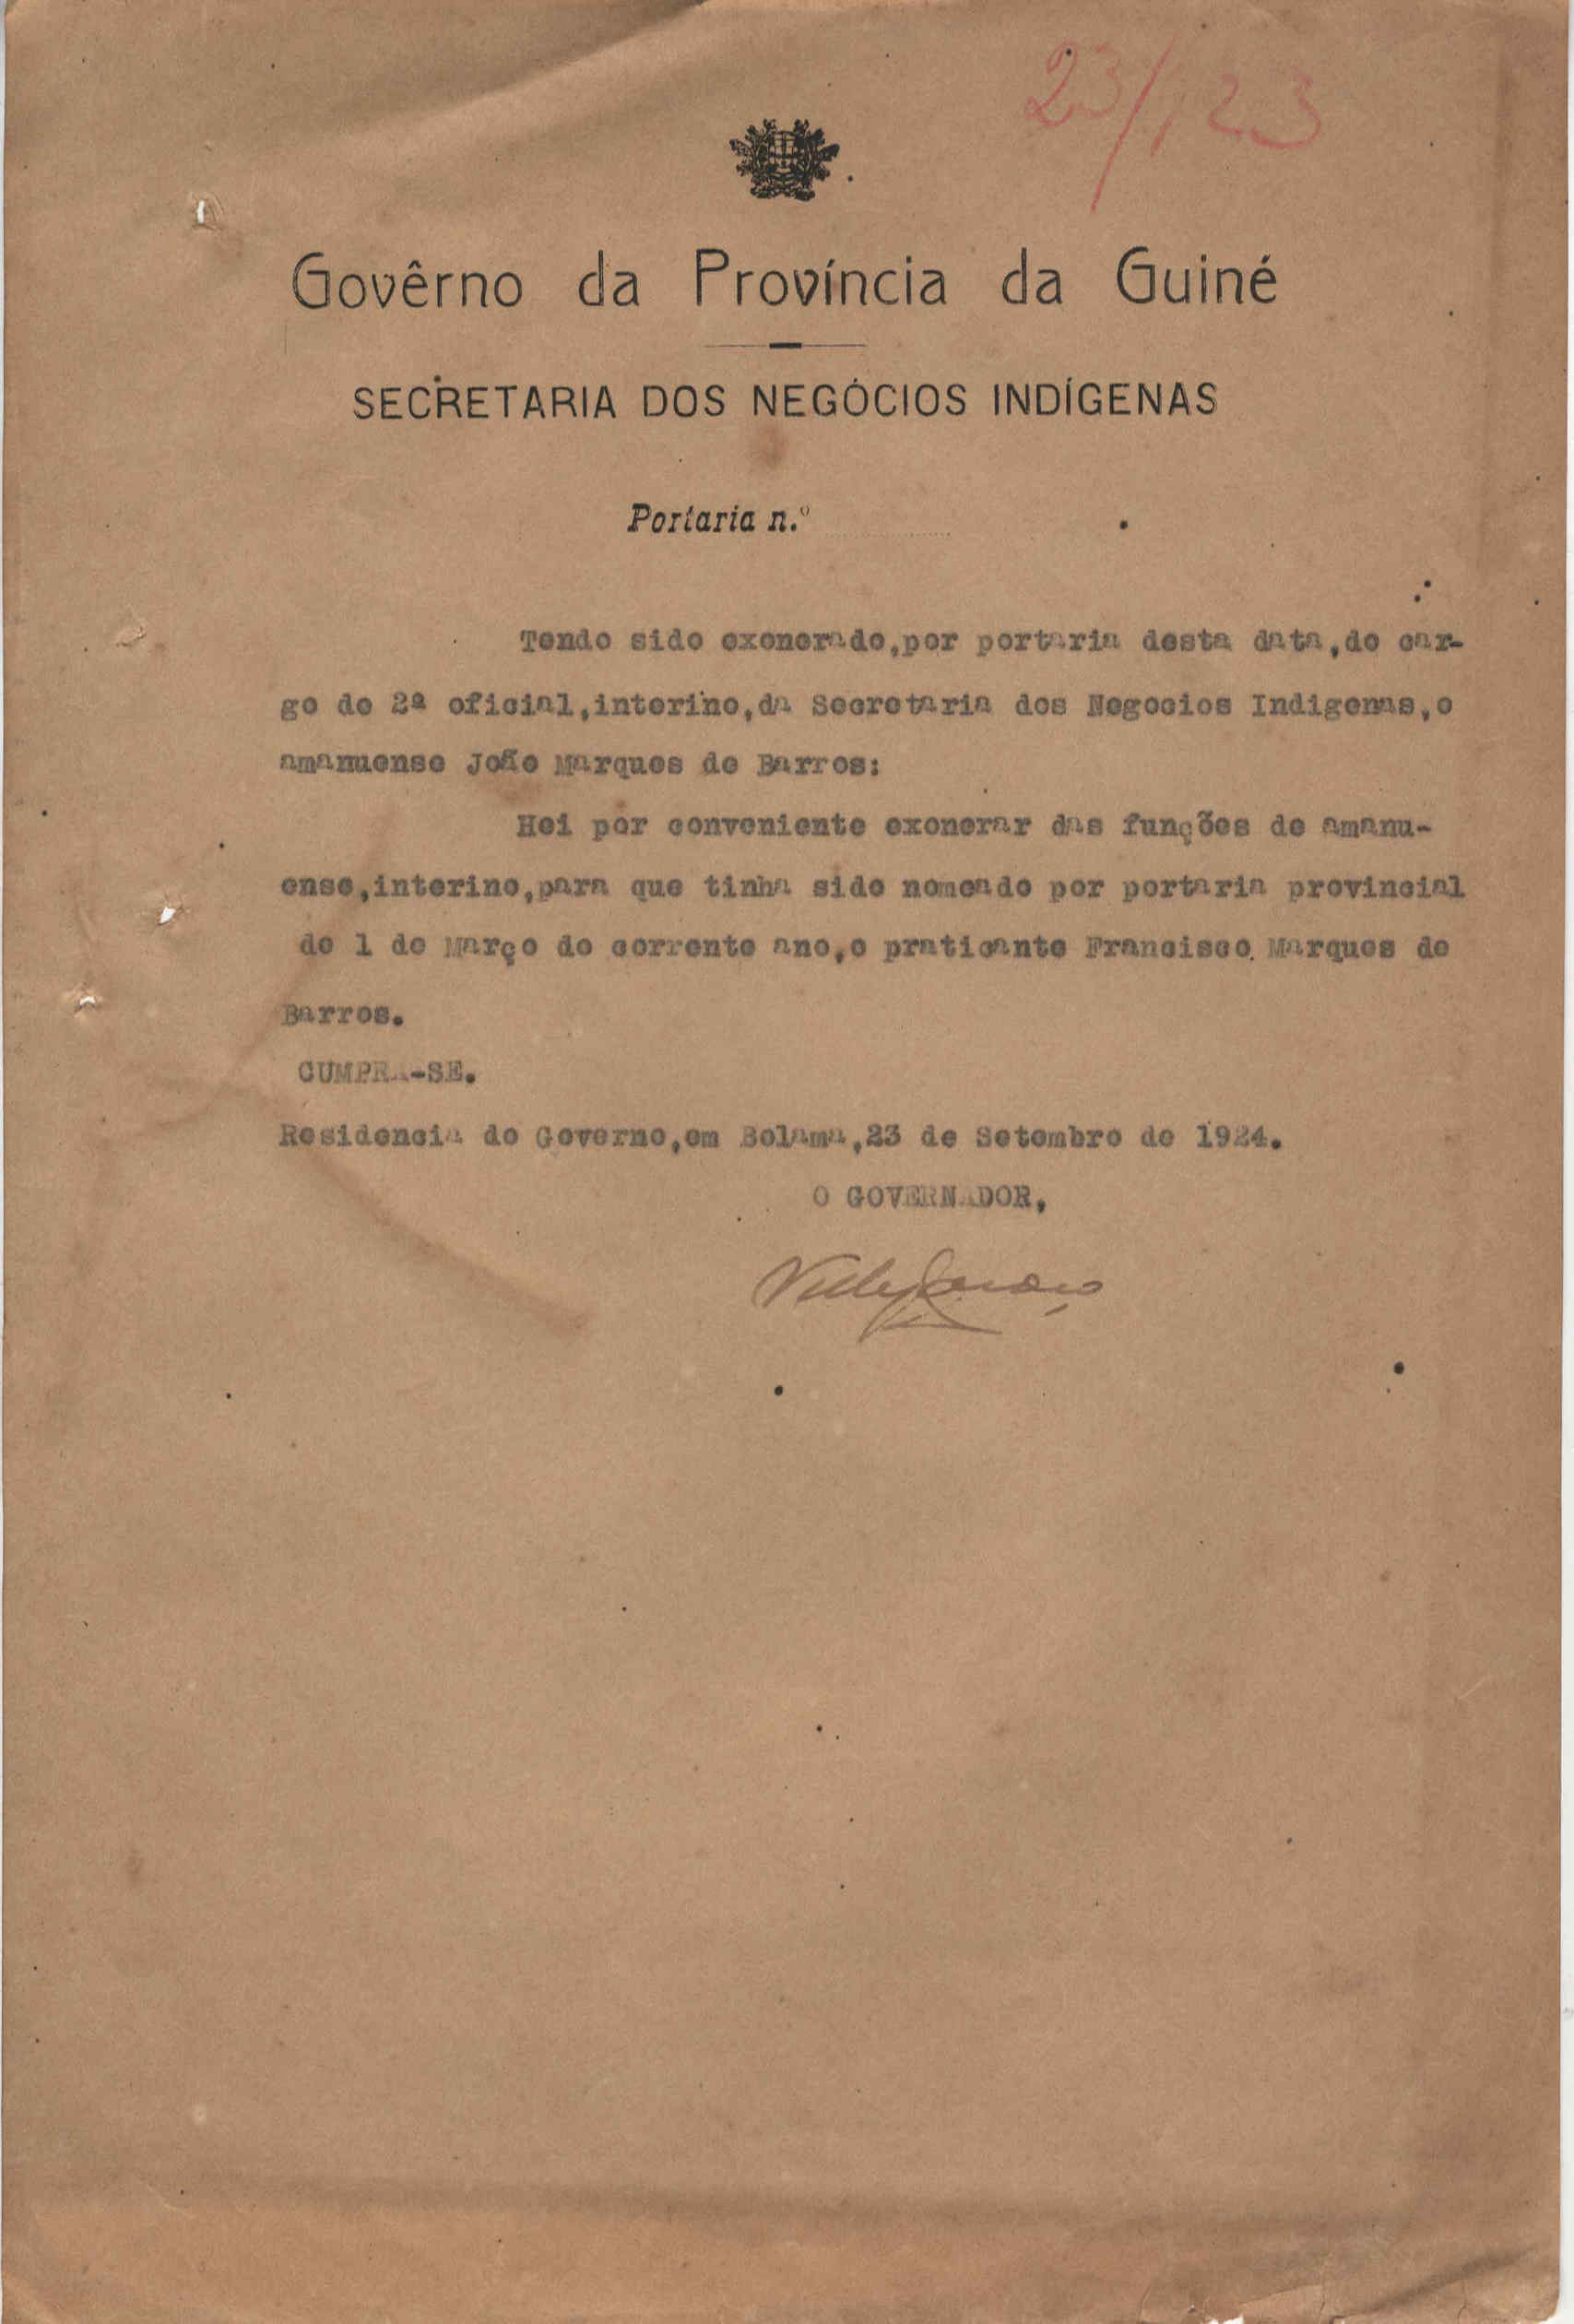 23/123
Govêrno da Província da Guiné
SECRETARIA DOS NEGÓCIOS INDÍGENAS
Portaria n.º
Tendo sido exonerado,por portaria desta data,do car-
go de 2ª oficial,interino,da Secretaria dos Negocios Indigenas,o
amanuense João Marques de Barros:
Hei por conveniente exonerar das funções de amanu-
ense,interino,para que tinha sido nomeado por portaria provincial
de 1 de Março do corrente ano,o praticante Francisco Marques de
Barros.
CUMPRA-SE.
Residencia do Governo,em Bolama,23 de Setembro de 1924.
O GOVERNADOR,